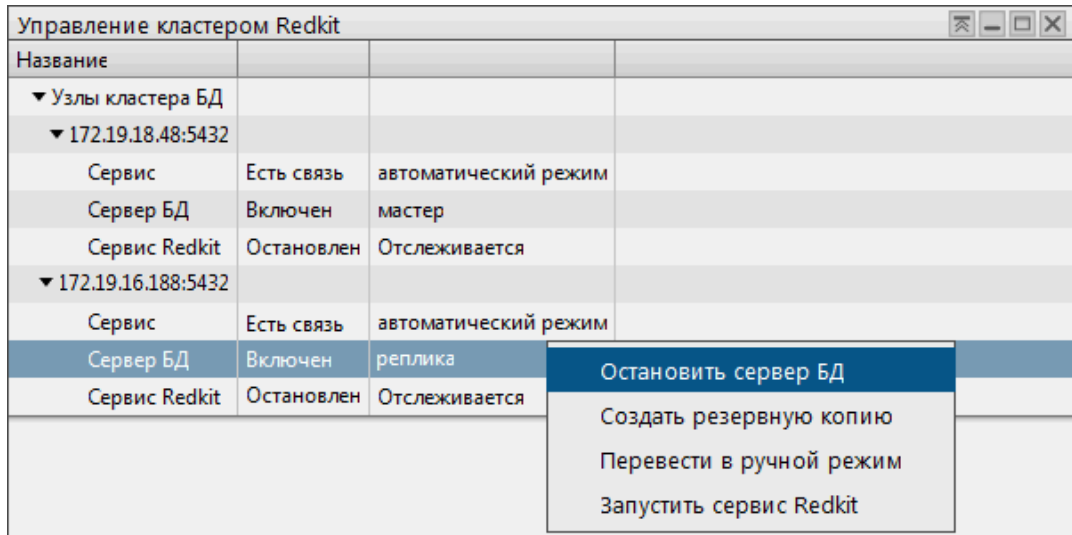 Управление кластером Redkit
Название
Узлы кластера БД
172.19.18.48:5432
Сервис Есть связь автоматический режим
Сервер БД Включен мастер
Сервис Redkit Остановлен Отслеживается
172.19.16.188:5432
Сервис Есть связь автоматический режим
Сервер БД Включен реплика
Сервис Redkit Остановлен Отслеживается
Остановить сервер БД
Создать резервную копию
Перевести в ручной режим
Запустить сервис Redkit